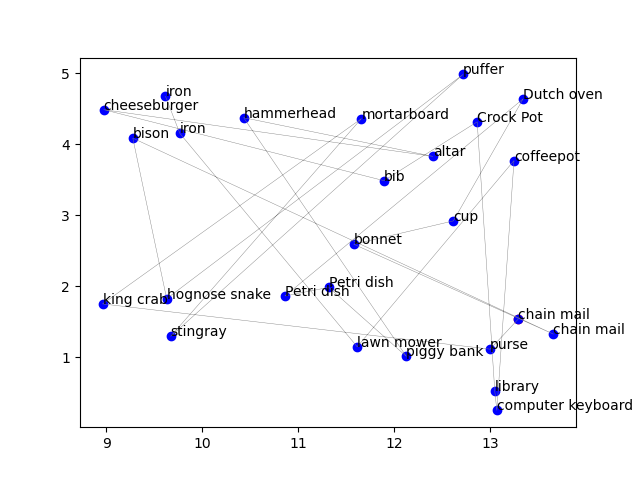 puffer
5
iron
Dutch oven
cheeseburger
hammerhead
mortarboard
Crock Pot
bison
iron
4
altar
coffeepot
bib
3
cup
bonnet
2
Petri dish
Petri dish
king crab
hognose snake
chain mail
stingray
chain mail
lawn mower
piggy bank
purse
1
library
computer keyboard
9
10
11
12
13